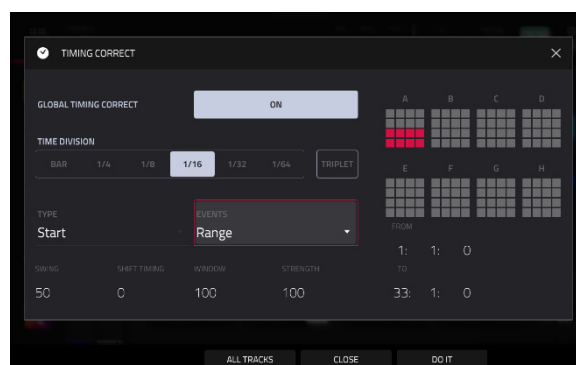 TIMING CORRECT
GLOBAL TIMING CORRECT ON
TIME DIVISION
BAR 1/4 1/8 1/16 1/32 1/64 TRIPLET
A B C D
E F G H
TYPE EVENTS
Start Range
FROM
1: 1: 0
SWING SHIFT TIMING WINDOW STRENGTH TO
50 0 100 100 33: 1: 0
ALL TRACKS CLOSE DO IT